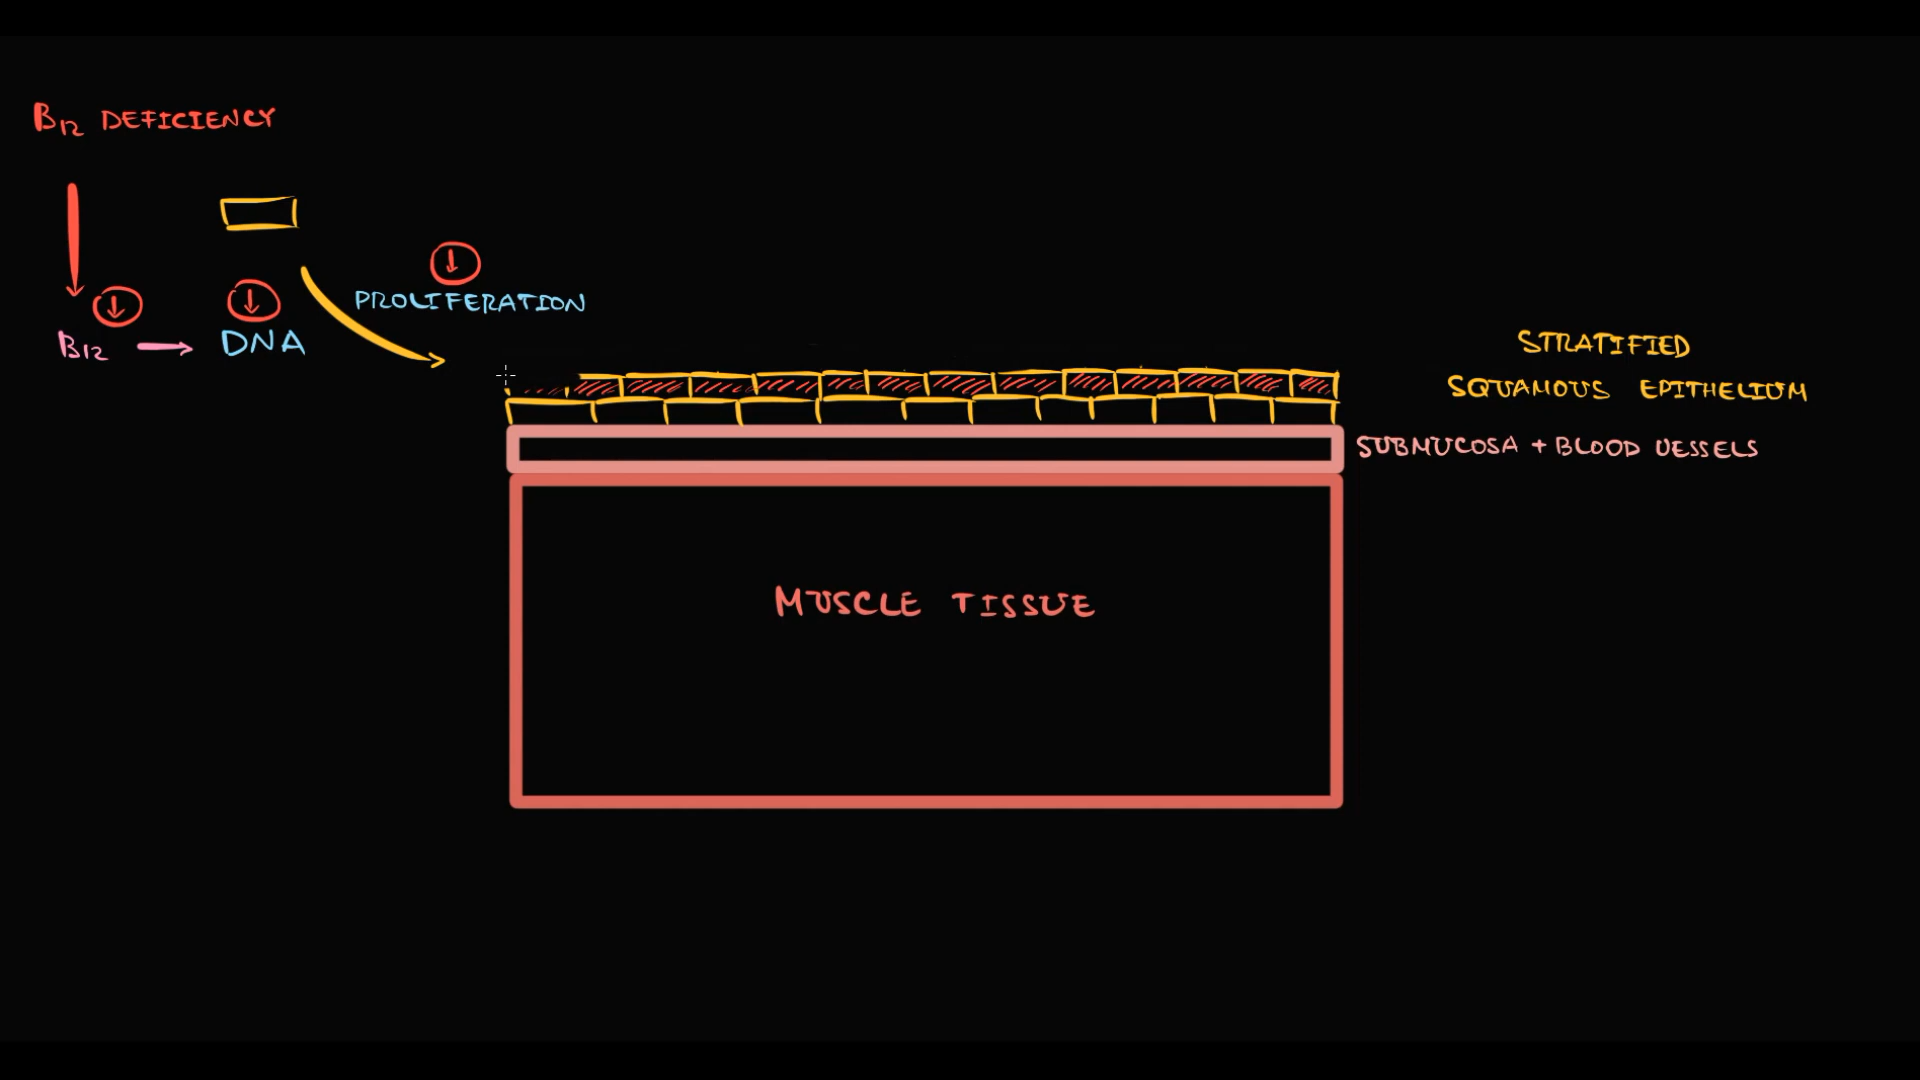 B12 DEFICIENCY
PROLIFERATION
B12 → DNA
STRATIFIED
SQUAMOUS EPITHELIUM
SUBMUCOSA + BLOOD VESSELS
MUSCLE TISSUE